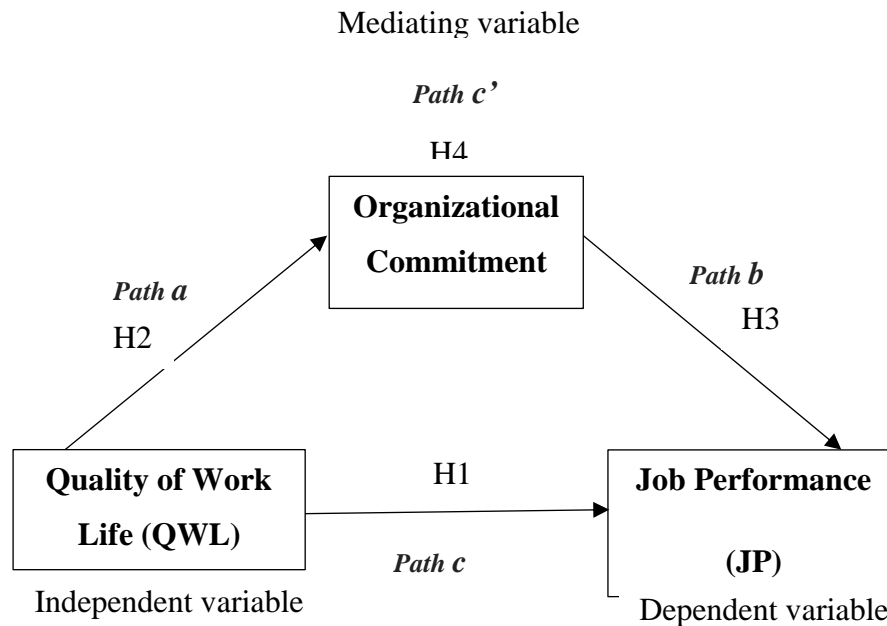 Mediating variable
Path c’
H4
Organizational
Commitment
Path a
H2
Path b
H3
Quality of Work
Life (QWL)
H1
Path c
Job Performance
(JP)
Independent variable
Dependent variable